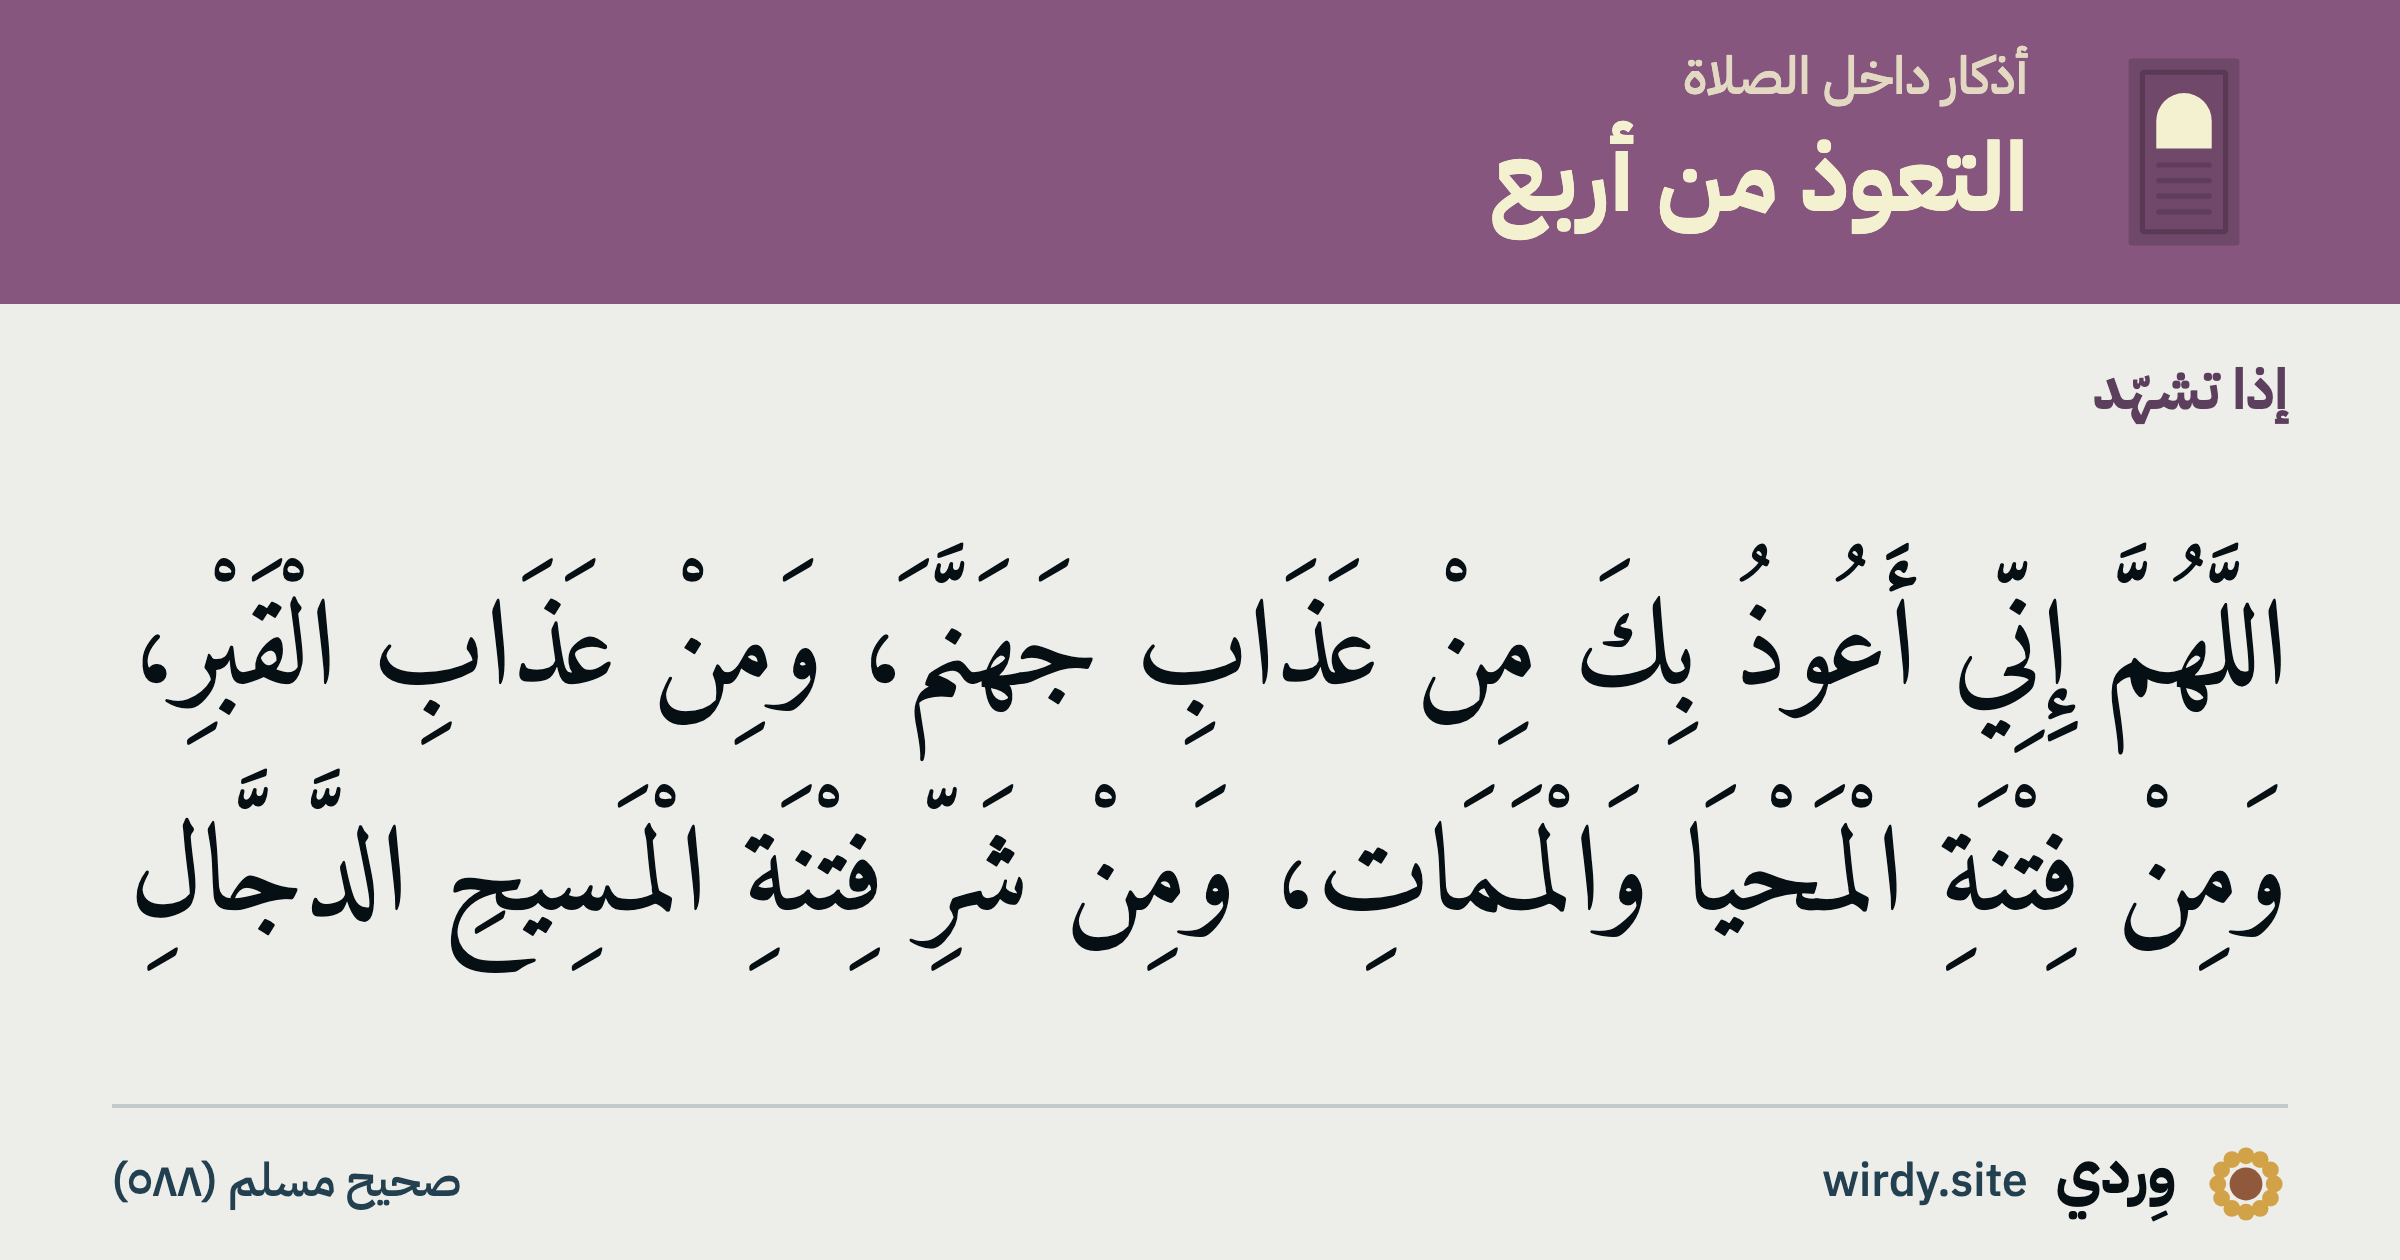 أذكار داخل الصلاة
التعوذ من أربع
إذا تشهّد
اللَّهُمَّ إِنِّي أَعُوذُ بِكَ مِنْ عَذَابِ جَهَنَّمَ، وَمِنْ عَذَابِ الْقَبْرِ،
وَمِنْ فِتْنَةِ الْمَحْيَا وَالْمَمَاتِ، وَمِنْ شَرِّ فِتْنَةِ الْمَسِيحِ الدَّجَّالِ
وِردي wirdy.site
صحيح مسلم (٥٨٨)